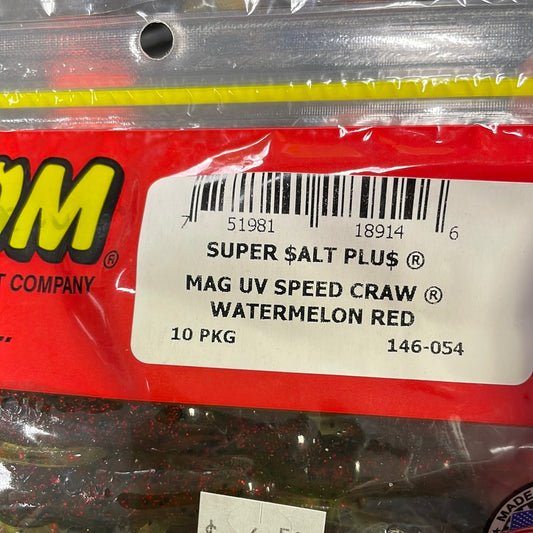 OM®
T COMPANY
7 51981 18914 6
SUPER $ALT PLU$ ®
MAG UV SPEED CRAW ®
WATERMELON RED
10 PKG 146-054
MADE